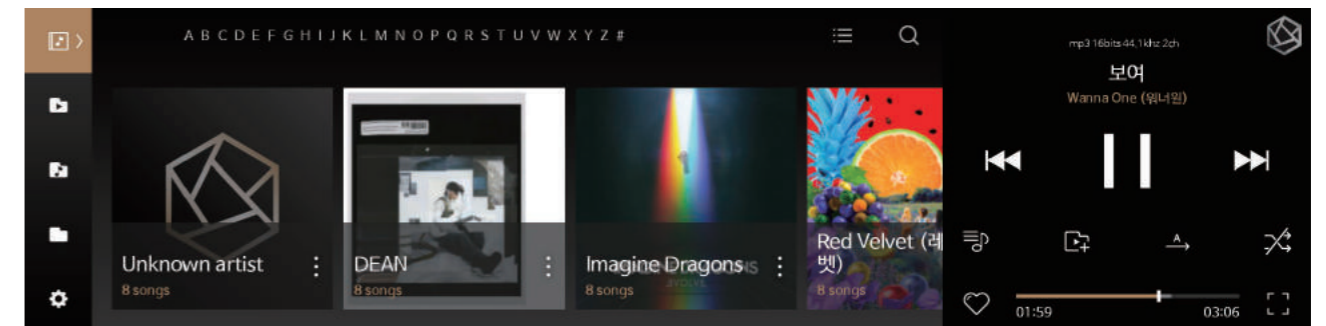 A B C D E F G H I J K L M N O P Q R S T U V W X Y Z #
Unknown artist
8 songs
DEAN
8 songs
Imagine Dragons
8 songs
EVOLVE
Red Velvet (레
벳)
8 songs
mp3 16bits 44,1khz 2ch
보여
Wanna One (워너원)
A
01:59
03:06